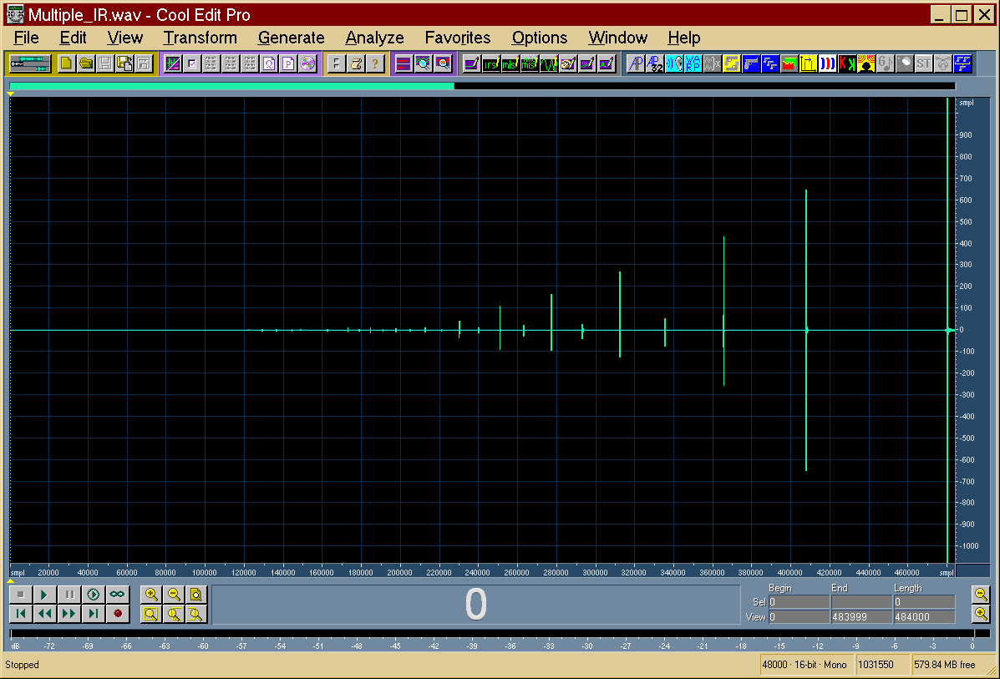 Multiple_IR.wav - Cool Edit Pro
File Edit View Transform Generate Analyze Favorites Options Window Help
smpl
900
800
700
600
500
400
300
200
100
0
-100
-200
-300
-400
-500
-600
-700
-800
-900
-1000
smpl 20000 40000 60000 80000 100000 120000 140000 160000 180000 200000 220000 240000 260000 280000 300000 320000 340000 360000 380000 400000 420000 440000 460000 smpl
0
Begin End Length
Sel 0 0
View 0 483999 484000
dB -72 -69 -66 -63 -60 -57 -54 -51 -48 -45 -42 -39 -36 -33 -30 -27 -24 -21 -18 -15 -12 -9 -6 -3 0
Stopped 48000 · 16-bit · Mono 1031550 579.84 MB free